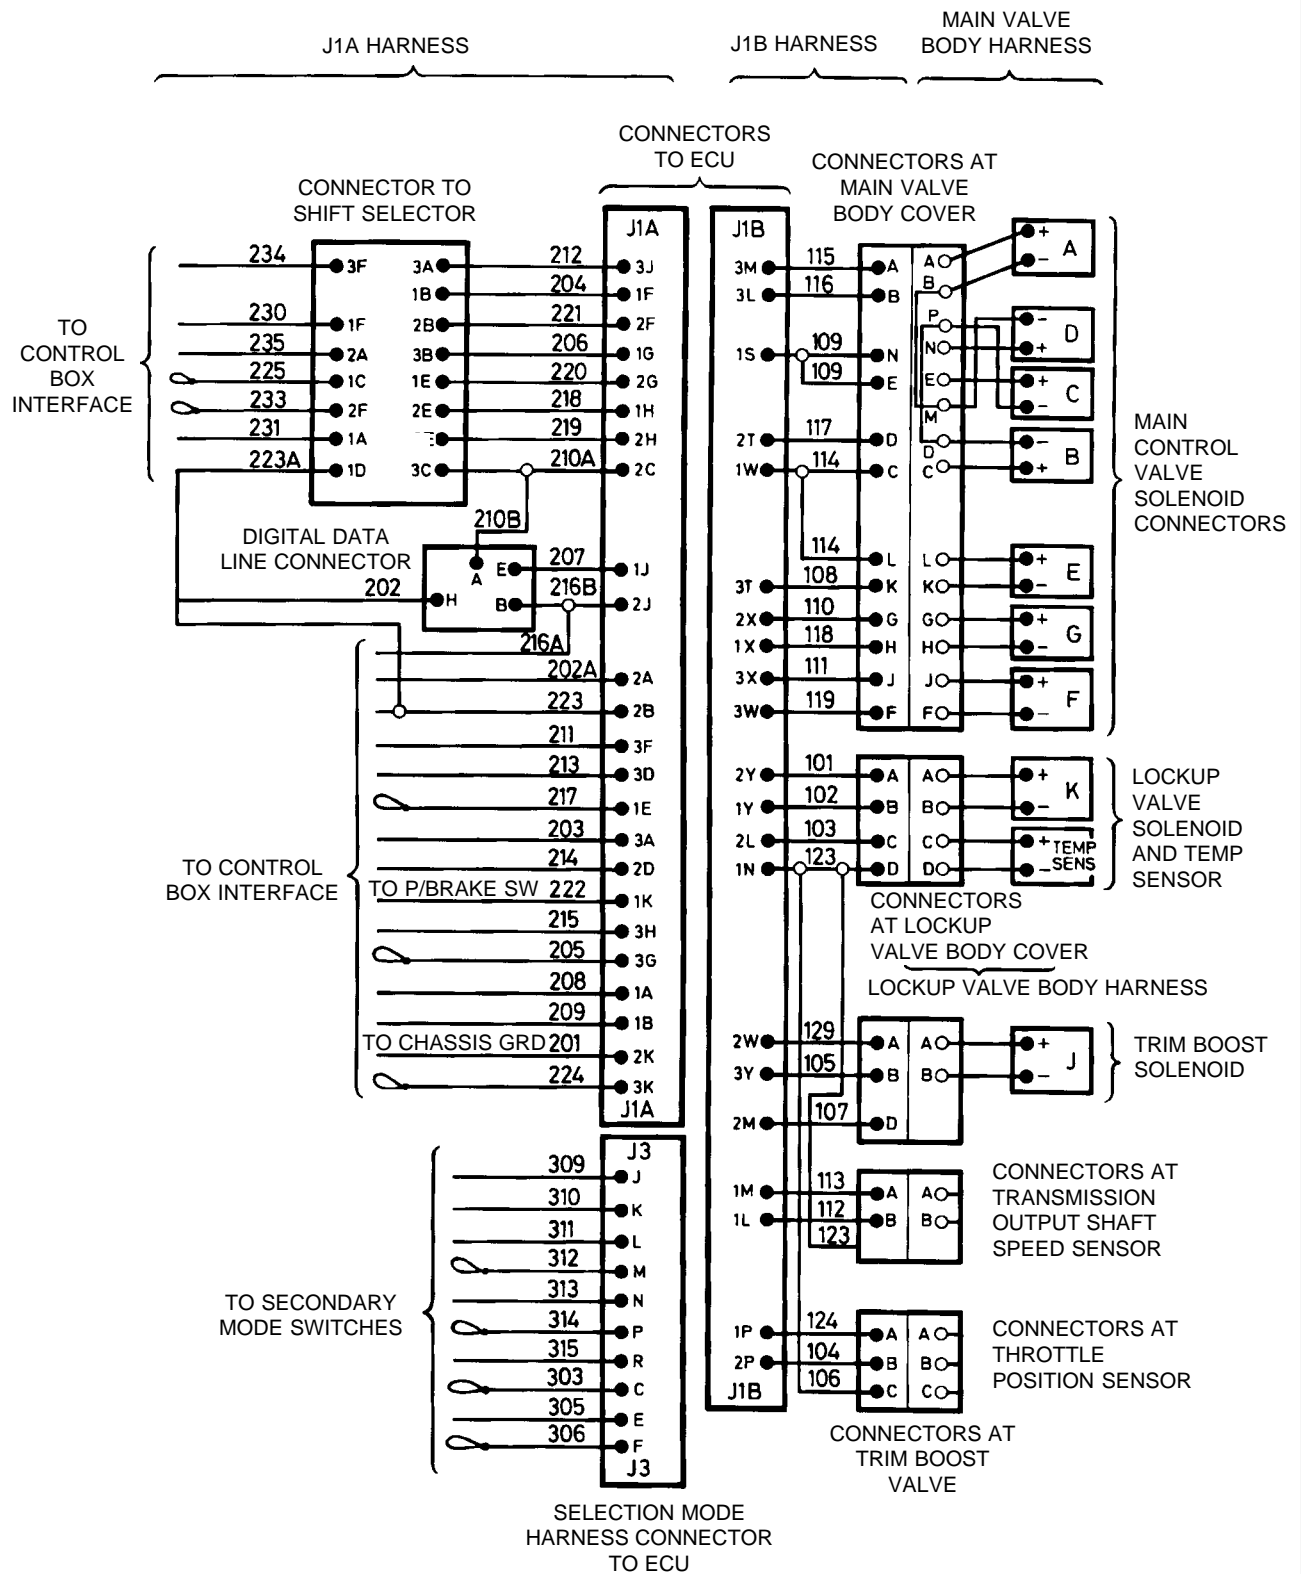 J1A HARNESS
J1B HARNESS
MAIN VALVE
BODY HARNESS
CONNECTORS
TO ECU
CONNECTOR TO
SHIFT SELECTOR
CONNECTORS AT
MAIN VALVE
BODY COVER
TO
CONTROL
BOX
INTERFACE
234 3F 3A 212 3J
1B 204 1F
230 1F 2B 221 2F
235 2A 3B 206 1G
225 1C 1E 220 2G
233 2F 2E 218 1H
231 1A 219 2H
223A 1D 3C 210A 2C
J1A
210B
DIGITAL DATA
LINE CONNECTOR
A
E 207 1J
202 H B 216B 2J
216A
TO CONTROL
BOX INTERFACE
202A 2A
223 2B
211 3F
213 3D
217 1E
203 3A
214 2D
TO P/BRAKE SW 222 1K
215 3H
205 3G
208 1A
209 1B
TO CHASSIS GRD 201 2K
224 3K
J1A
J3
TO SECONDARY
MODE SWITCHES
309 J
310 K
311 L
312 M
313 N
314 P
315 R
303 C
305 E
306 F
J3
SELECTION MODE
HARNESS CONNECTOR
TO ECU
J1B
3M 115 A A + A
3L 116 B B −
P − D
1S 109 N N +
109 E E + C
M −
2T 117 D D − B
1W 114 C C +
114 L L + E
3T 108 K K −
2X 110 G G + G
1X 118 H H −
3X 111 J J + F
3W 119 F F −
MAIN
CONTROL
VALVE
SOLENOID
CONNECTORS
2Y 101 A A + K
1Y 102 B B −
2L 103 C C + TEMP
1N 123 D D − SENS
LOCKUP
VALVE
SOLENOID
AND TEMP
SENSOR
CONNECTORS
AT LOCKUP
VALVE BODY COVER
LOCKUP VALVE BODY HARNESS
2W 129 A A + J
3Y 105 B B −
2M 107 D
TRIM BOOST
SOLENOID
1M 113 A A
1L 112 B B
123
CONNECTORS AT
TRANSMISSION
OUTPUT SHAFT
SPEED SENSOR
1P 124 A A
2P 104 B B
106 C C
J1B
CONNECTORS AT
THROTTLE
POSITION SENSOR
CONNECTORS AT
TRIM BOOST
VALVE